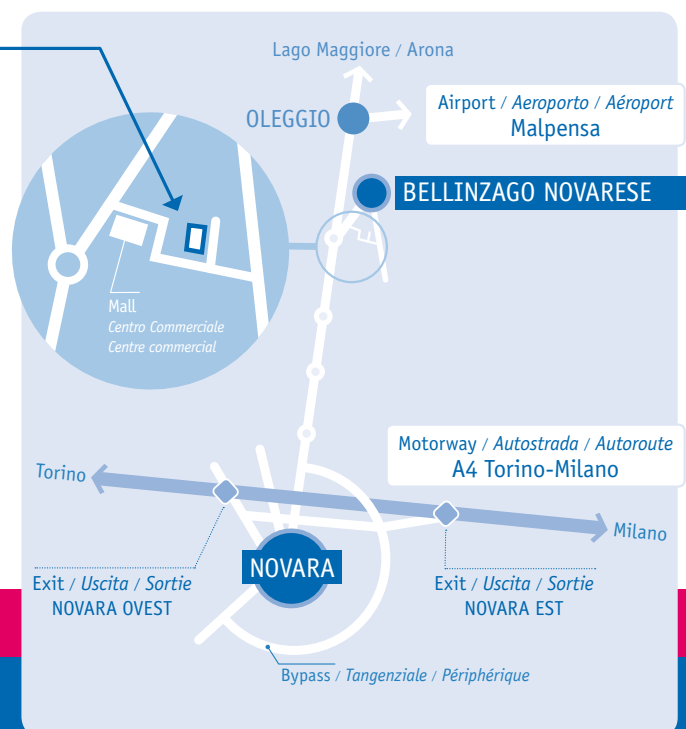 Lago Maggiore / Arona
OLEGGIO
Airport / Aeroporto / Aéroport
Malpensa
BELLINZAGO NOVARESE
Mall
Centro Commerciale
Centre commercial
Motorway / Autostrada / Autoroute
A4 Torino-Milano
Torino
Milano
NOVARA
Exit / Uscita / Sortie
NOVARA OVEST
Exit / Uscita / Sortie
NOVARA EST
Bypass / Tangenziale / Périphérique